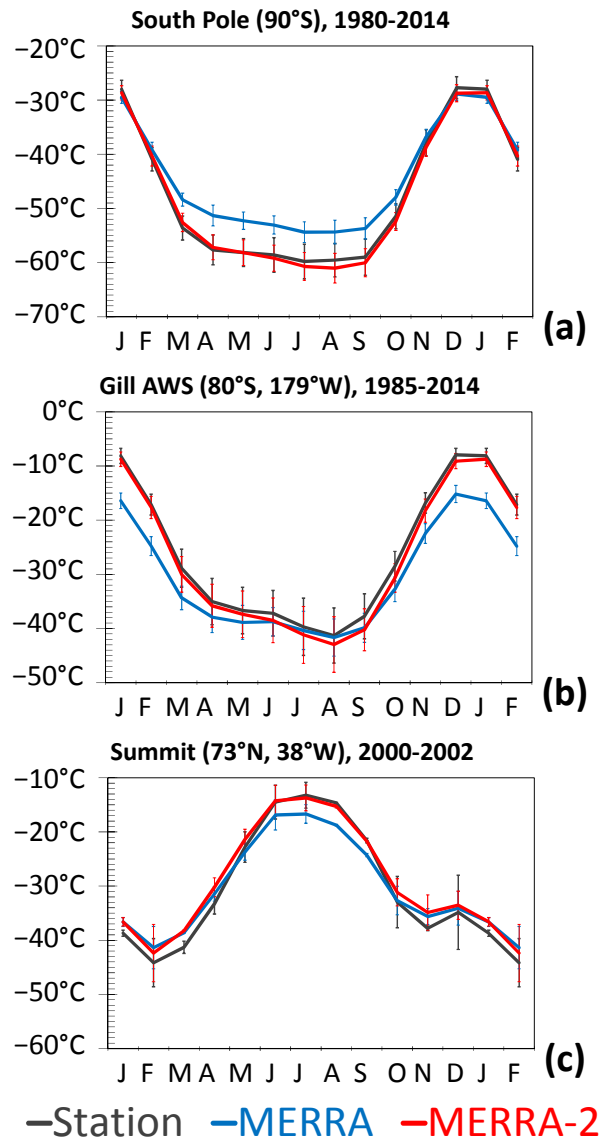 South Pole (90°S), 1980-2014
−20°C
−30°C
−40°C
−50°C
−60°C
−70°C
J F M A M J J A S O N D J F
(a)
Gill AWS (80°S, 179°W), 1985-2014
0°C
−10°C
−20°C
−30°C
−40°C
−50°C
J F M A M J J A S O N D J F
(b)
Summit (73°N, 38°W), 2000-2002
−10°C
−20°C
−30°C
−40°C
−50°C
−60°C
J F M A M J J A S O N D J F
(c)
Station MERRA MERRA-2